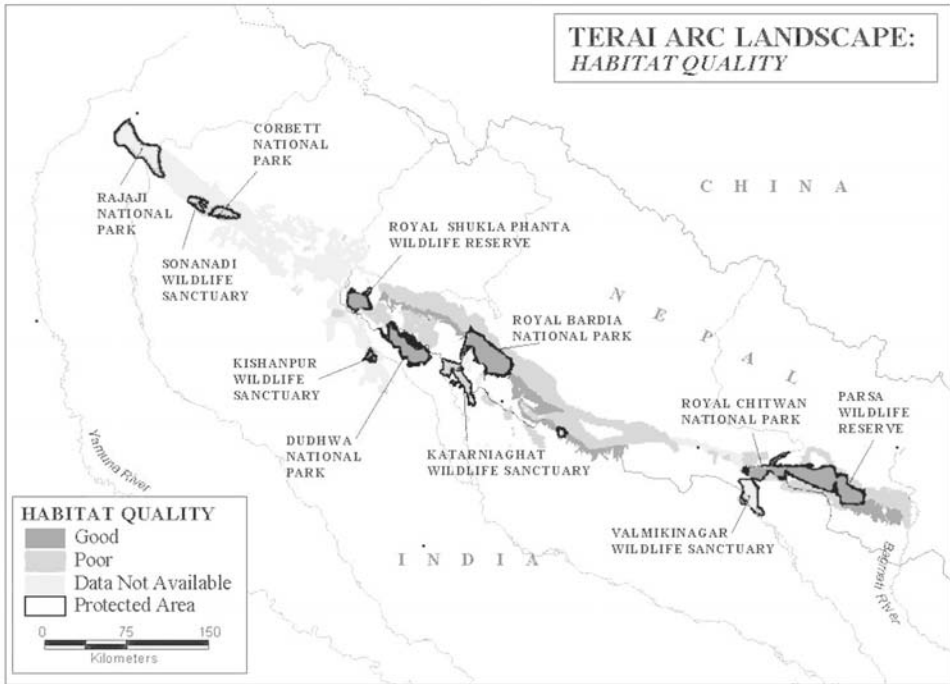 TERAI ARC LANDSCAPE:
HABITAT QUALITY
CORBETT
NATIONAL
PARK
RAJAJI
NATIONAL
PARK
SONANADI
WILDLIFE
SANCTUARY
ROYAL SHUKLA PHANTA
WILDLIFE RESERVE
CHINA
NEPAL
ROYAL BARDIA
NATIONAL PARK
KISHANPUR
WILDLIFE
SANCTUARY
DUDHWA
NATIONAL
PARK
KATARNIAGHAT
WILDLIFE SANCTUARY
ROYAL CHITWAN
NATIONAL PARK
PARSA
WILDLIFE
RESERVE
VALMIKINAGAR
WILDLIFE SANCTUARY
Yamuna River
Bagmati River
INDIA
HABITAT QUALITY
Good
Poor
Data Not Available
Protected Area
0 75 150
Kilometers